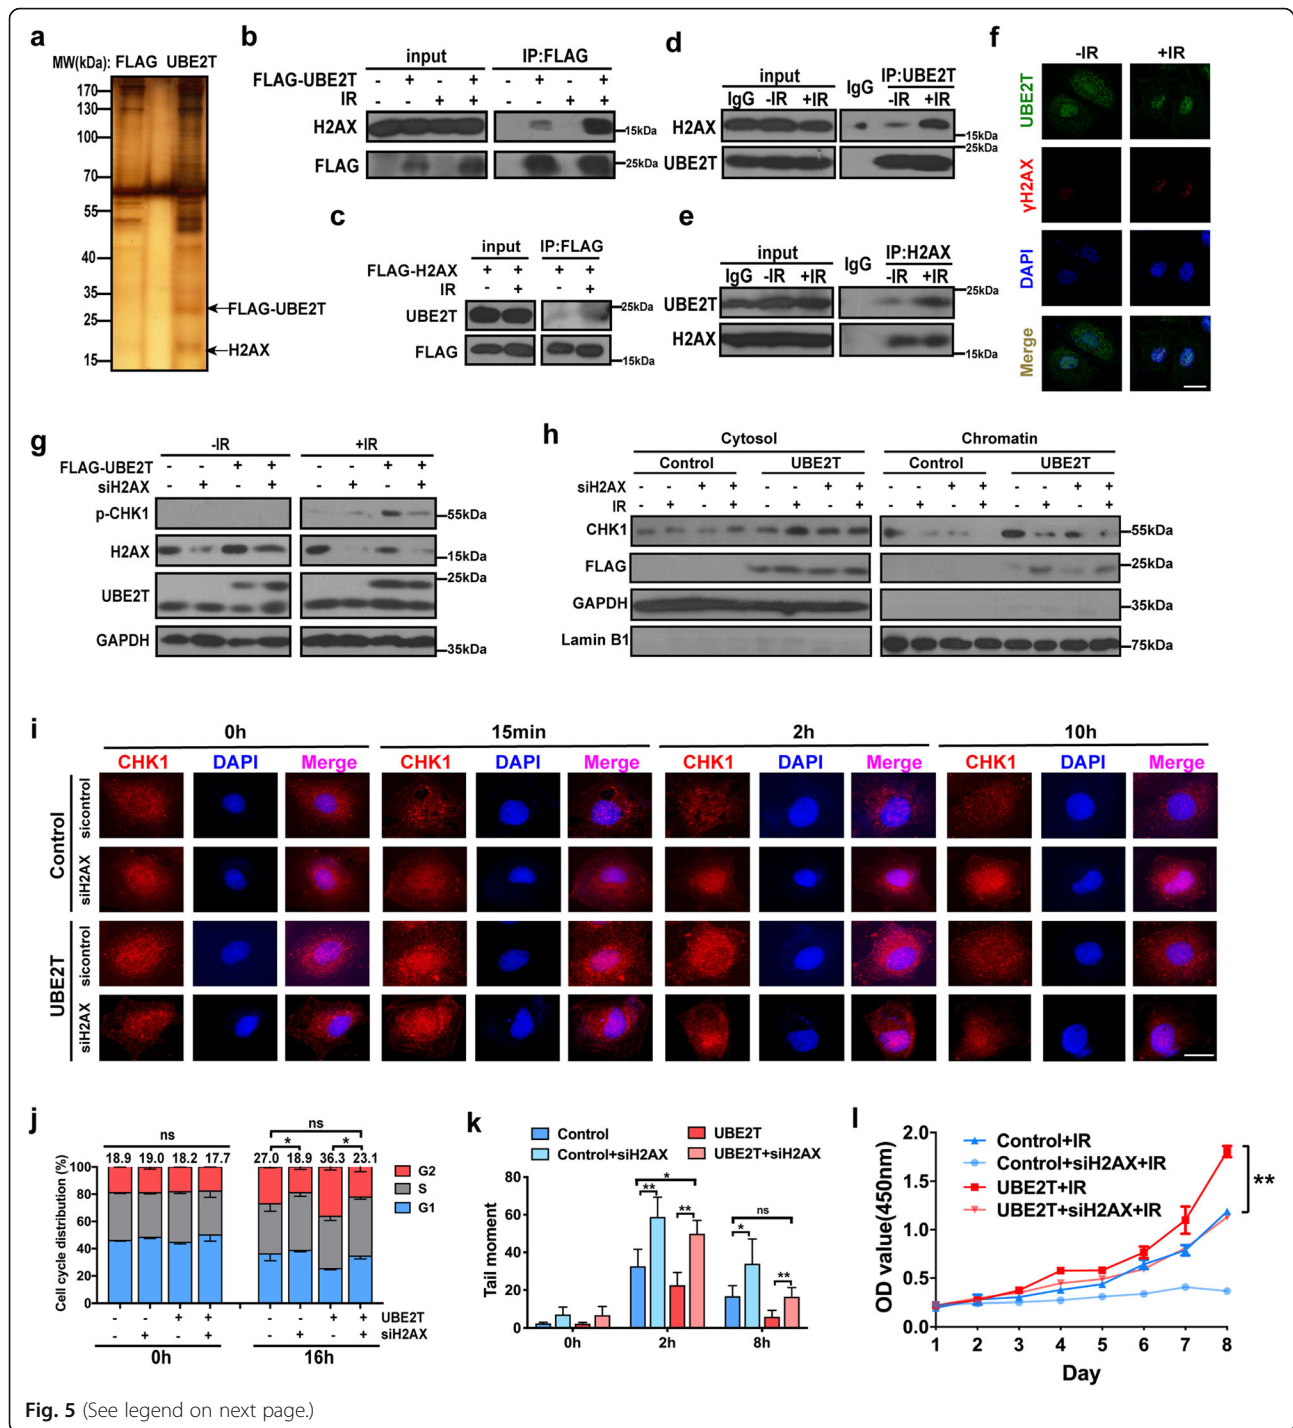 a
MW(kDa): FLAG UBE2T
170
130
100
70
55
40
35
25
15
FLAG-UBE2T
H2AX
b
input IP:FLAG
FLAG-UBE2T - + - + - + - +
IR - - + + - - + +
H2AX
15kDa
FLAG
25kDa
c
input IP:FLAG
FLAG-H2AX + + + +
IR - + - +
UBE2T
25kDa
FLAG
15kDa
d
input IgG IP:UBE2T
IgG -IR +IR -IR +IR
H2AX
15kDa
25kDa
UBE2T
e
input IgG IP:H2AX
IgG -IR +IR -IR +IR
UBE2T
25kDa
H2AX
15kDa
f
-IR +IR
UBE2T
γH2AX
DAPI
Merge
g
-IR +IR
FLAG-UBE2T - - + + - - + +
siH2AX - + - + - + - +
p-CHK1
55kDa
H2AX
15kDa
25kDa
UBE2T
GAPDH
35kDa
h
Cytosol Chromatin
Control UBE2T Control UBE2T
siH2AX - - + + - - + + - - + + - - + +
IR - + - + - + - + - + - + - + - +
CHK1
55kDa
FLAG
25kDa
GAPDH
35kDa
Lamin B1
75kDa
i
0h 15min 2h 10h
CHK1 DAPI Merge CHK1 DAPI Merge CHK1 DAPI Merge CHK1 DAPI Merge
Control
sicontrol
siH2AX
UBE2T
sicontrol
siH2AX
j
ns
ns
* *
18.9 19.0 18.2 17.7 27.0 18.9 36.3 23.1
Cell cycle distribution (%)
100
80
60
40
20
0
G2
S
G1
- - + + - - + + UBE2T
- + - + - + - + siH2AX
0h 16h
k
Control UBE2T
Control+siH2AX UBE2T+siH2AX
Tail moment
80
60
40
20
0
*
** **
ns
* **
0h 2h 8h
l
Control+IR
Control+siH2AX+IR
UBE2T+IR
UBE2T+siH2AX+IR
**
OD value(450nm)
2.0
1.5
1.0
0.5
0.0
1 2 3 4 5 6 7 8
Day
Fig. 5 (See legend on next page.)